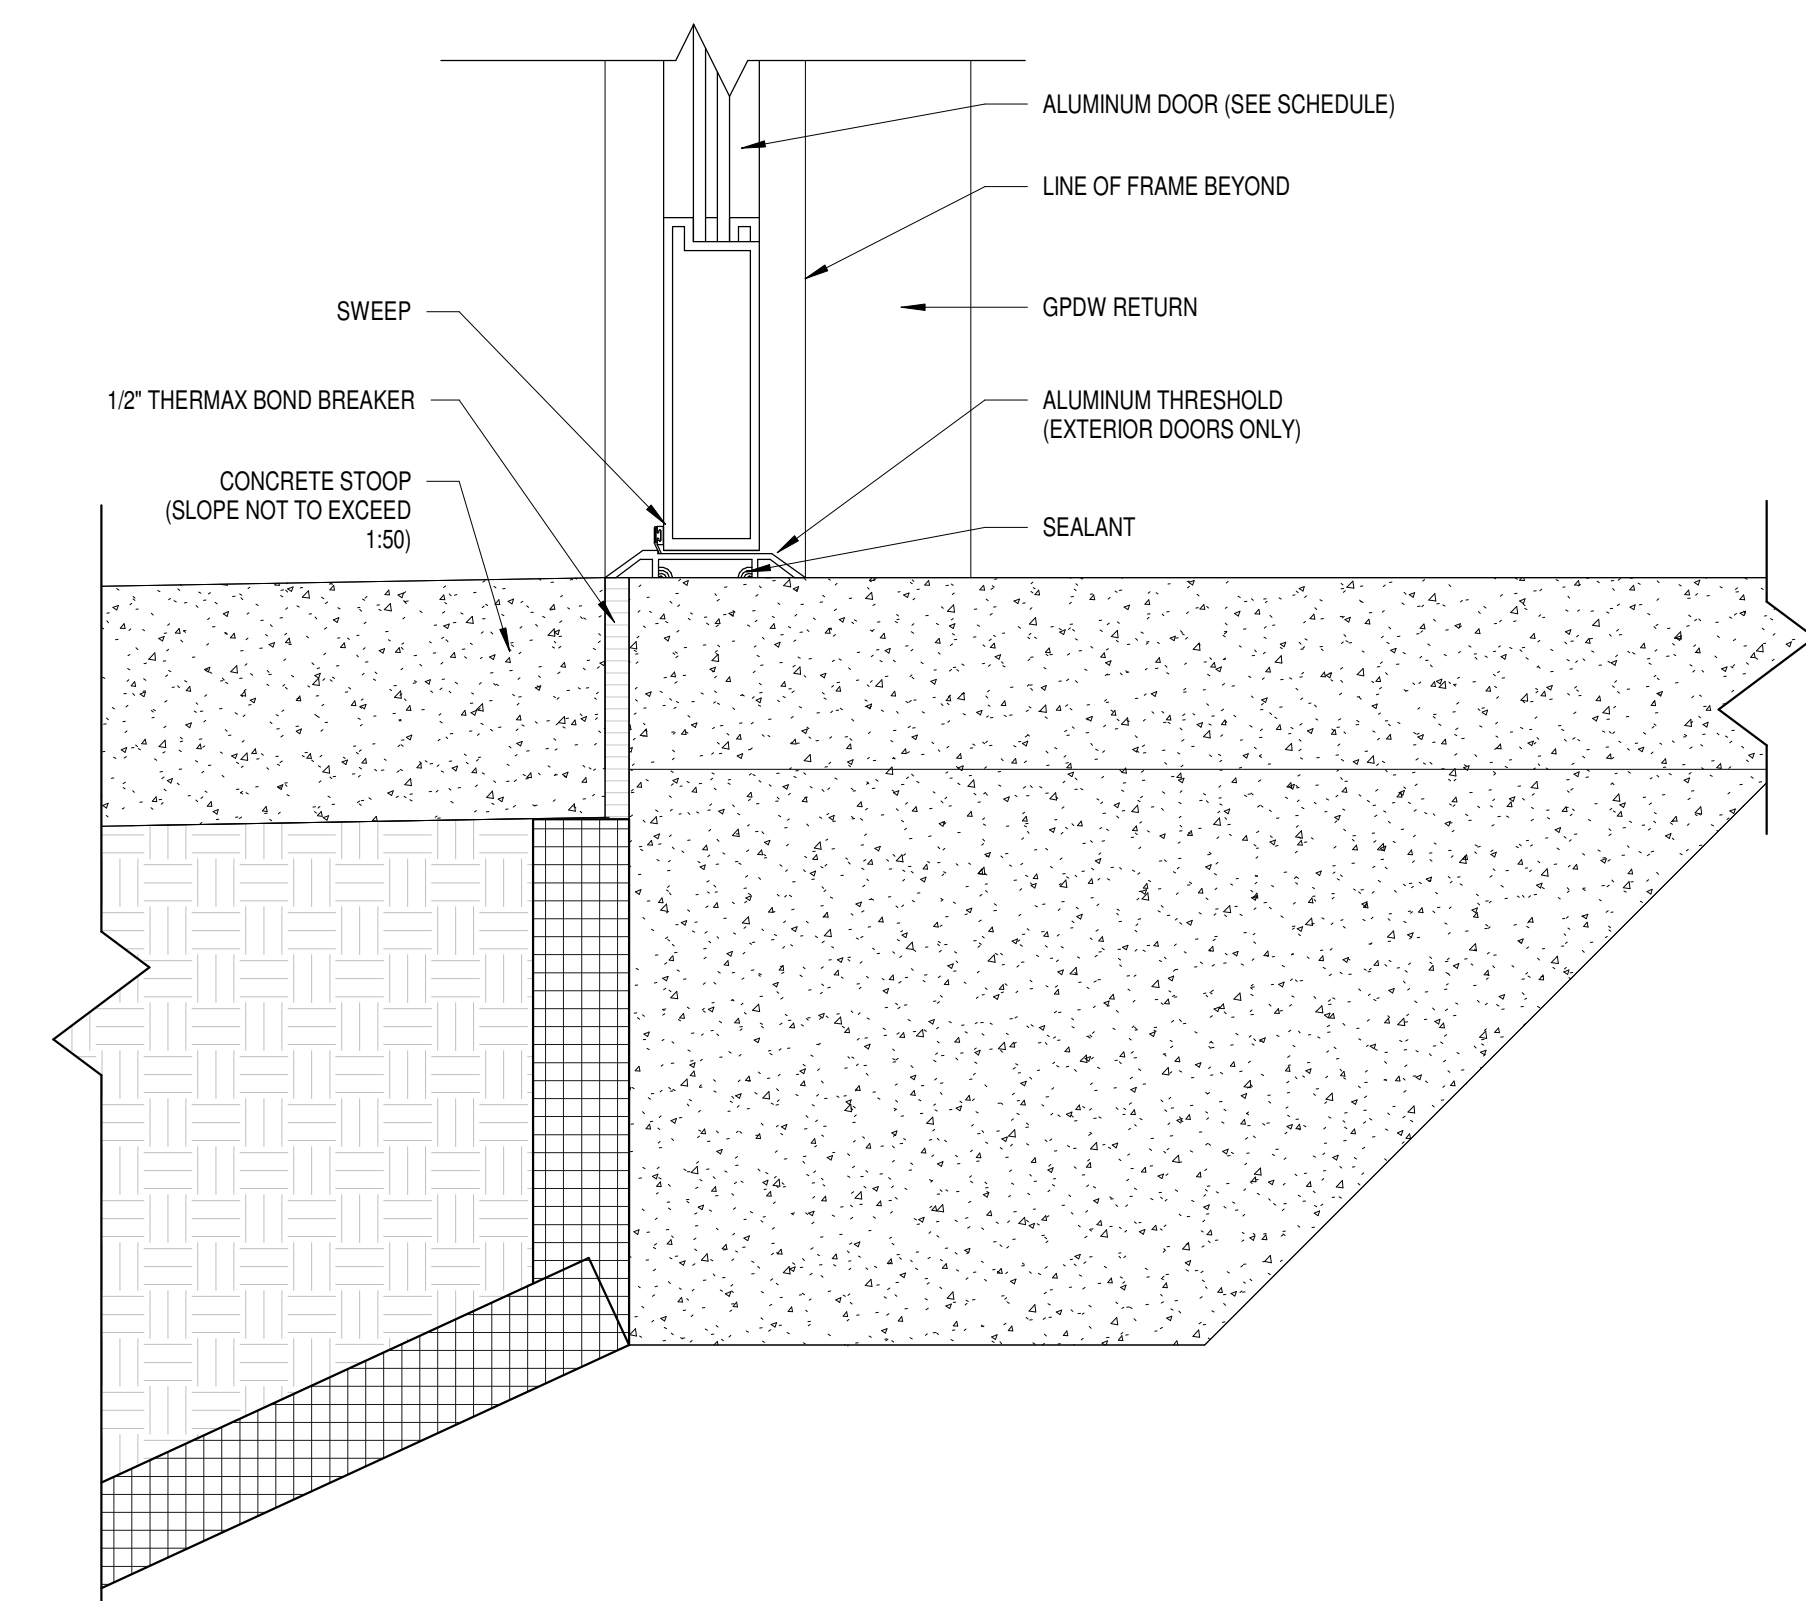 ALUMINUM DOOR (SEE SCHEDULE)
LINE OF FRAME BEYOND
SWEEP
GPDW RETURN
1/2" THERMAX BOND BREAKER
ALUMINUM THRESHOLD
(EXTERIOR DOORS ONLY)
CONCRETE STOOP
(SLOPE NOT TO EXCEED
1:50)
SEALANT